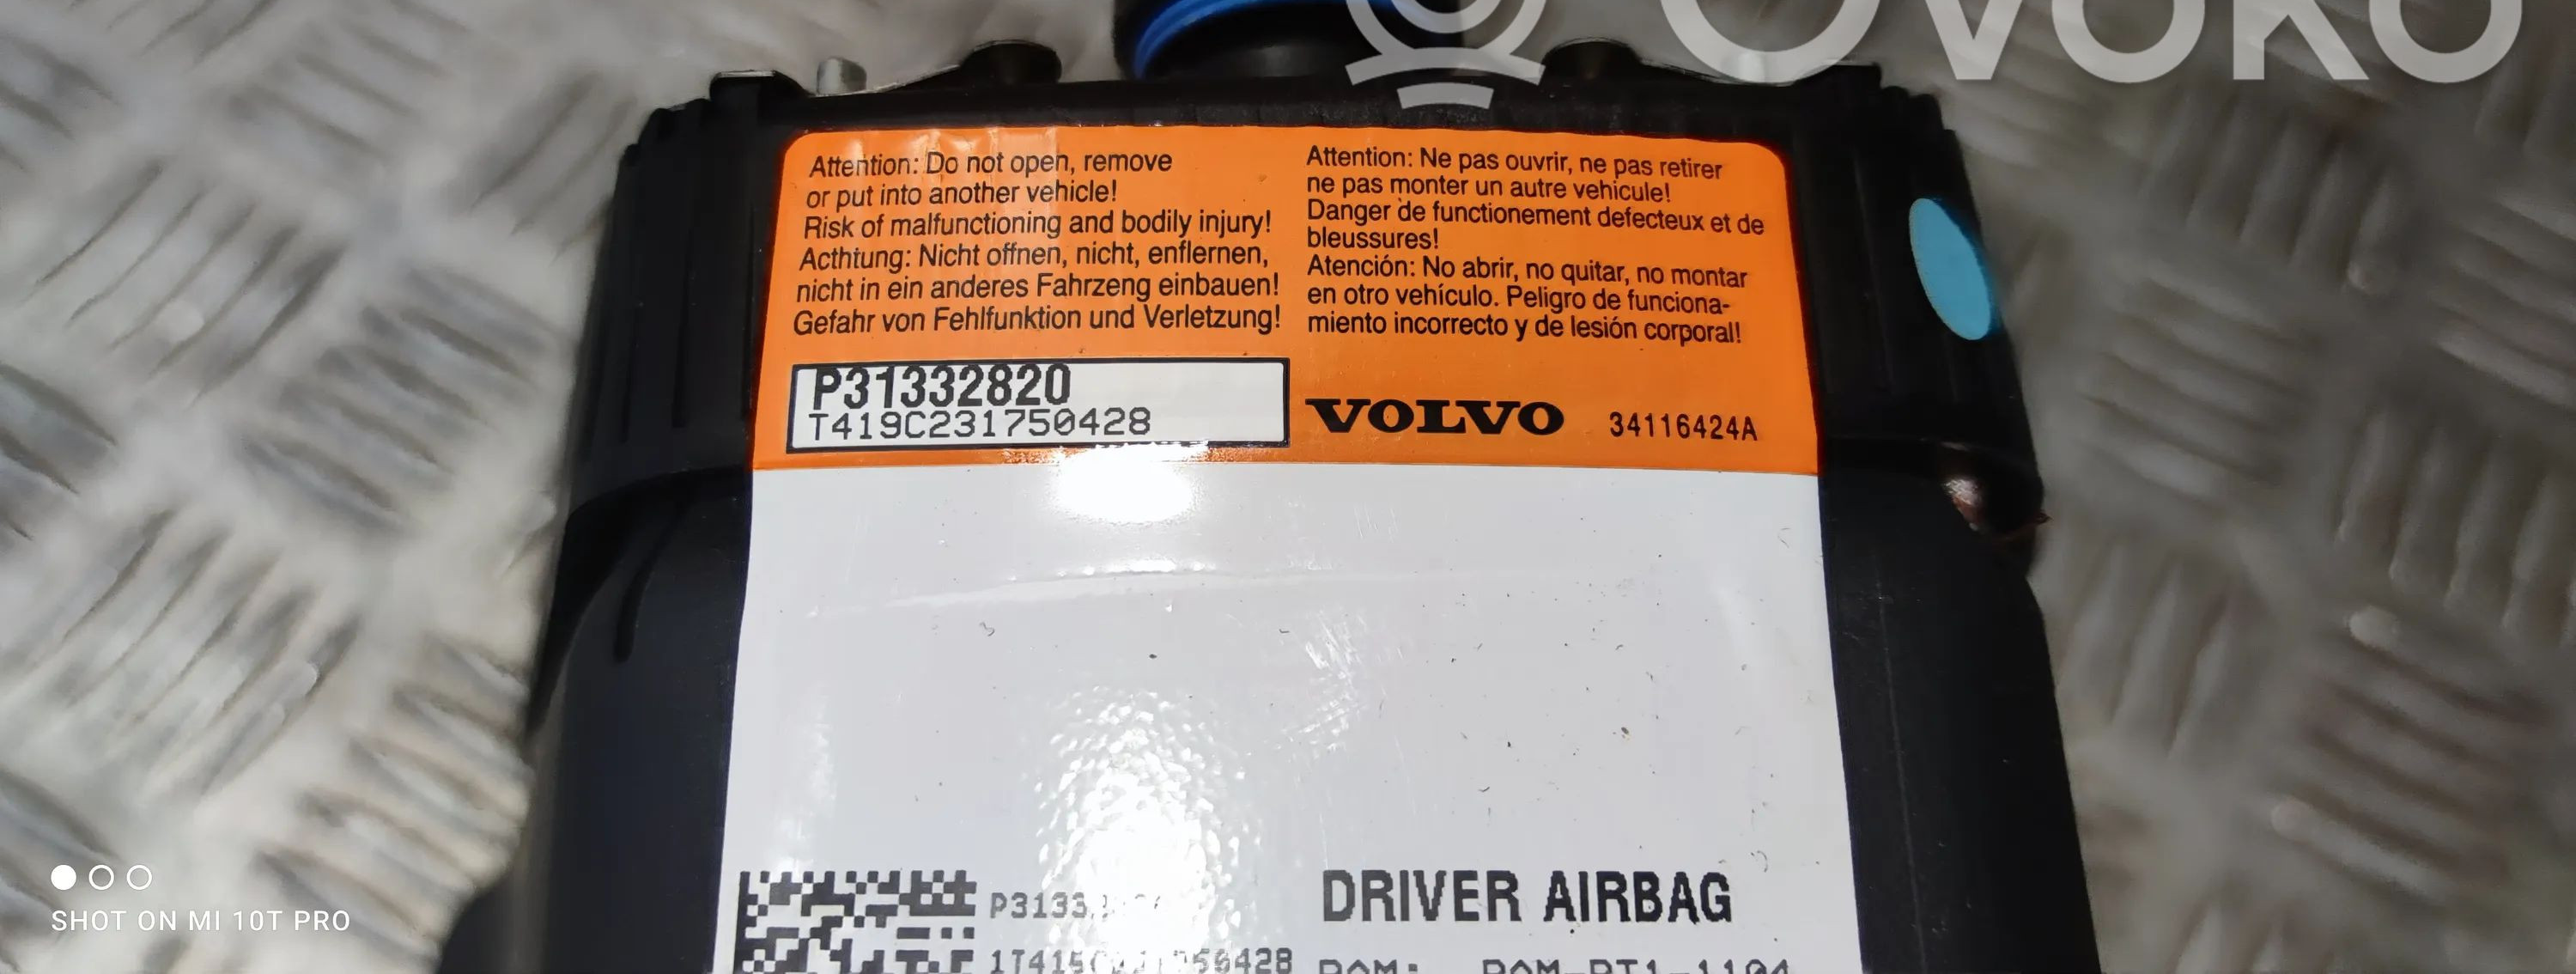 OVOKO
Attention: Do not open, remove
or put into another vehicle!
Risk of malfunctioning and bodily injury!
Acthtung: Nicht offnen, nicht, enflernen,
nicht in ein anderes Fahrzeng einbauen!
Gefahr von Fehlfunktion und Verletzung!
Attention: Ne pas ouvrir, ne pas retirer
ne pas monter un autre vehicule!
Danger de functionement defecteux et de
bleussures!
Atención: No abrir, no quitar, no montar
en otro vehículo. Peligro de funciona-
miento incorrecto y de lesión corporal!
P31332820
T419C231750428
VOLVO 34116424A
DRIVER AIRBAG
SHOT ON MI 10T PRO